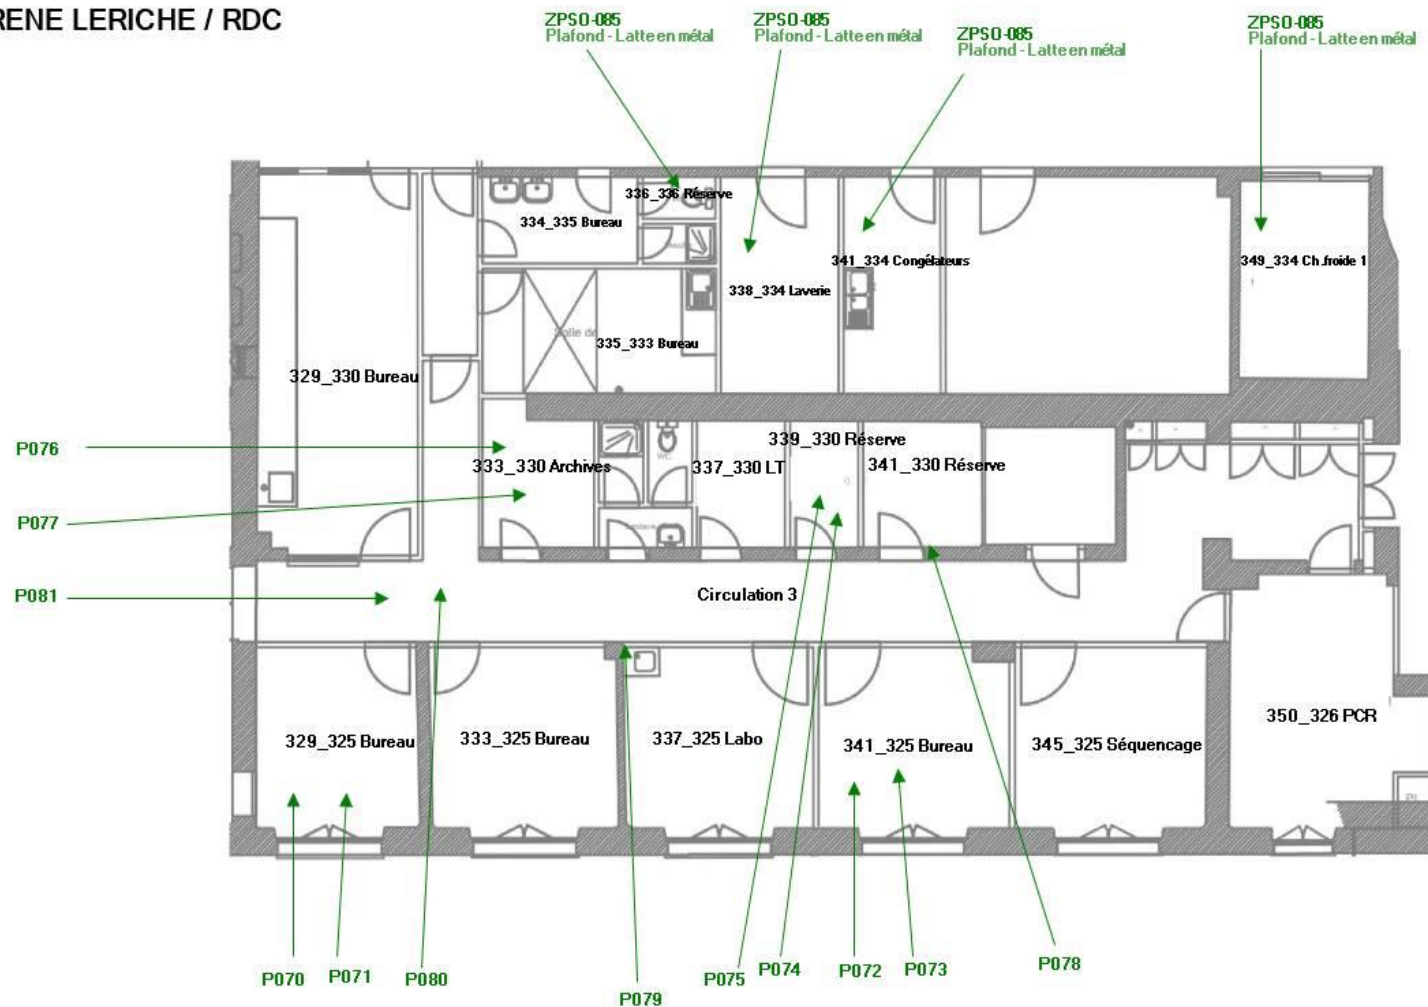 RENE LERICHE / RDC
ZPSO-085
Plafond - Latte en métal
ZPSO-085
Plafond - Latte en métal
ZPSO-085
Plafond - Latte en métal
ZPSO-085
Plafond - Latte en métal
336_336 Réserve
334_335 Bureau
341_334 Congélateurs
349_334 Ch.froide 1
338_334 Laverie
Salle de
335_333 Bureau
329_330 Bureau
P076
339_330 Réserve
333_330 Archives
WC
337_330 LT
341_330 Réserve
P077
P081
Circulation 3
329_325 Bureau
333_325 Bureau
337_325 Labo
341_325 Bureau
345_325 Séquencage
350_326 PCR
P070
P071
P080
P079
P075
P074
P072
P073
P078